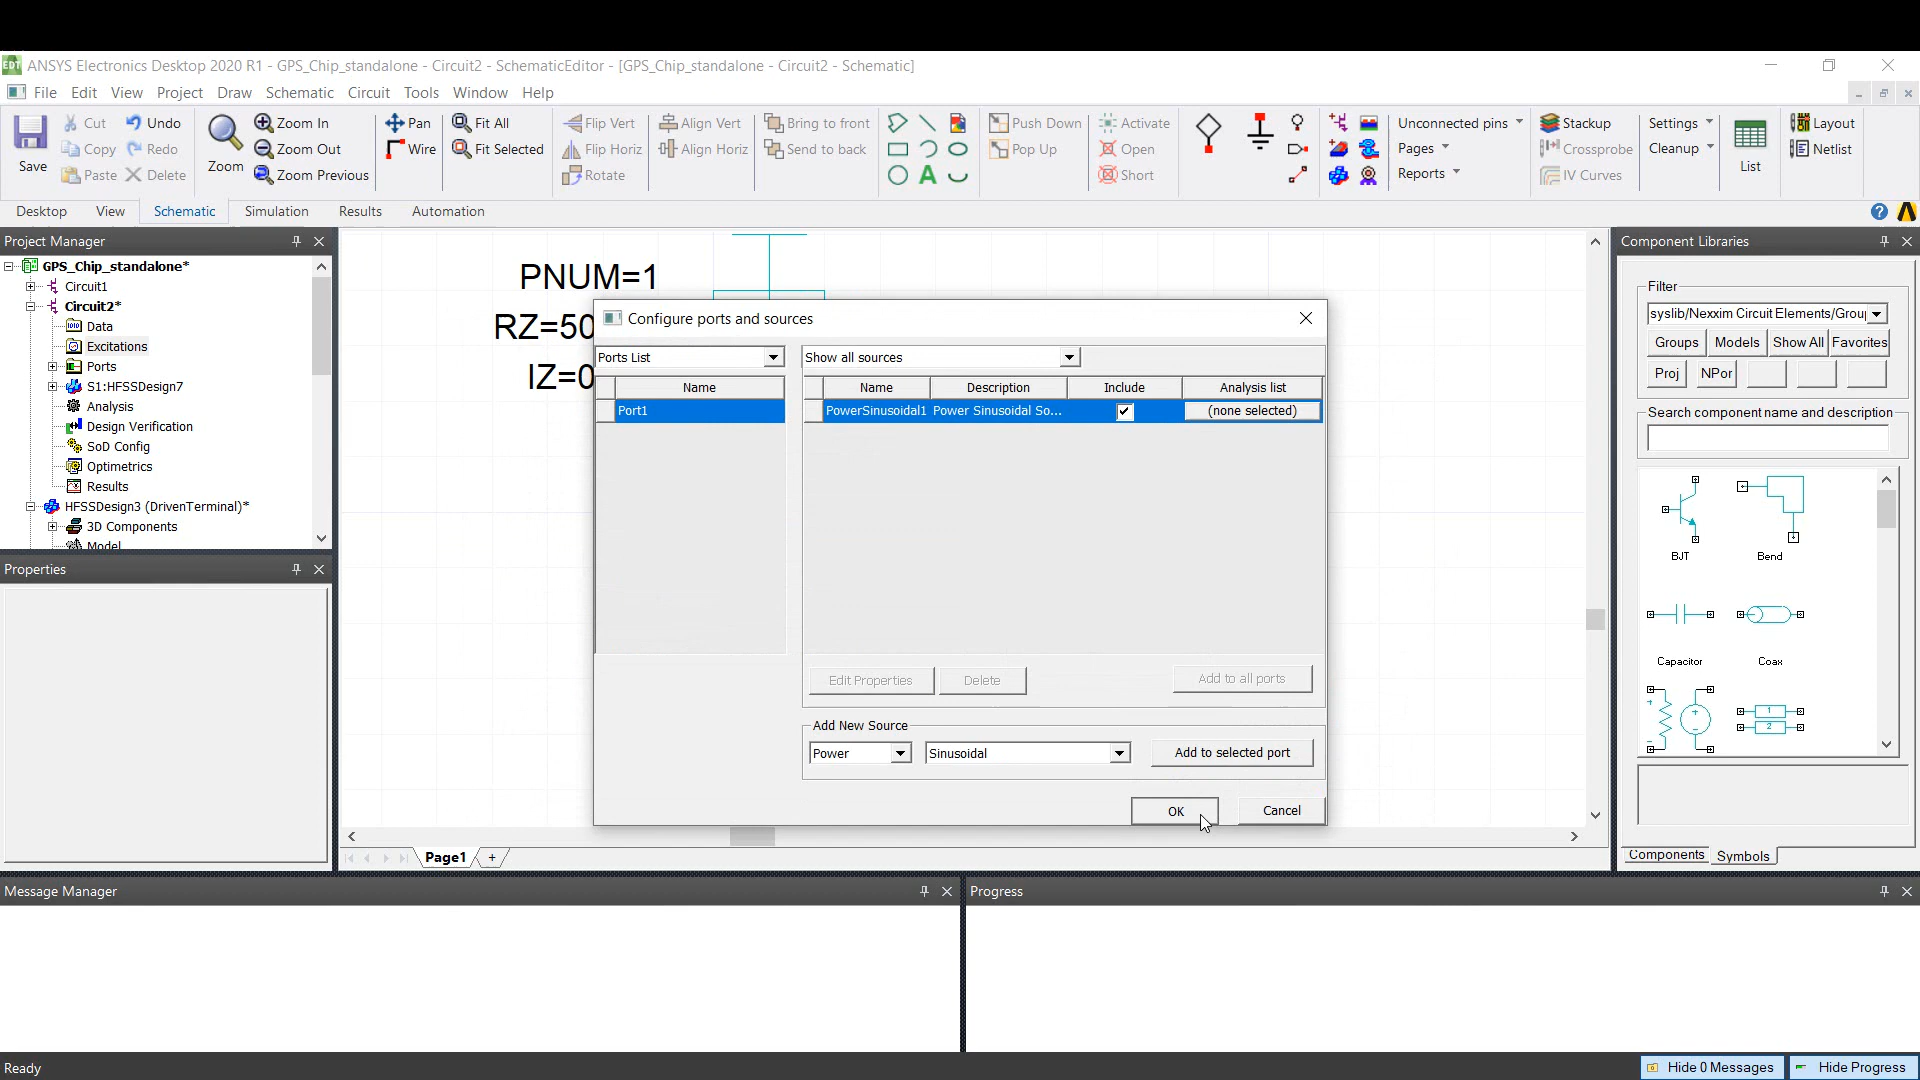 EDT ANSYS Electronics Desktop 2020 R1 - GPS_Chip_standalone - Circuit2 - SchematicEditor - [GPS_Chip_standalone - Circuit2 - Schematic]
File Edit View Project Draw Schematic Circuit Tools Window Help
Save
Cut Undo
Copy Redo
Paste Delete
Zoom
Zoom In
Zoom Out
Zoom Previous
Pan
Wire
Fit All
Fit Selected
Flip Vert
Flip Horiz
Rotate
Align Vert
Align Horiz
Bring to front
Send to back
Push Down
Pop Up
Activate
Open
Short
Unconnected pins
Pages
Reports
Stackup
Crossprobe
IV Curves
Settings
Cleanup
List
Layout
Netlist
Desktop View Schematic Simulation Results Automation
Project Manager
GPS_Chip_standalone*
Circuit1
Circuit2*
Data
Excitations
Ports
S1:HFSSDesign7
Analysis
Design Verification
SoD Config
Optimetrics
Results
HFSSDesign3 (DrivenTerminal)*
3D Components
Model
Properties
PNUM=1
RZ=50
IZ=0
Configure ports and sources
Ports List
Name
Port1
Show all sources
Name Description Include Analysis list
PowerSinusoidal1 Power Sinusoidal So... (none selected)
Edit Properties Delete Add to all ports
Add New Source
Power Sinusoidal Add to selected port
OK Cancel
Page1 +
Component Libraries
Filter
syslib/Nexxim Circuit Elements/Grou
Groups Models Show All Favorites
Proj NPor
Search component name and description
BJT Bend
Capacitor Coax
1
2
Components Symbols
Message Manager
Progress
Ready
Hide 0 Messages Hide Progress